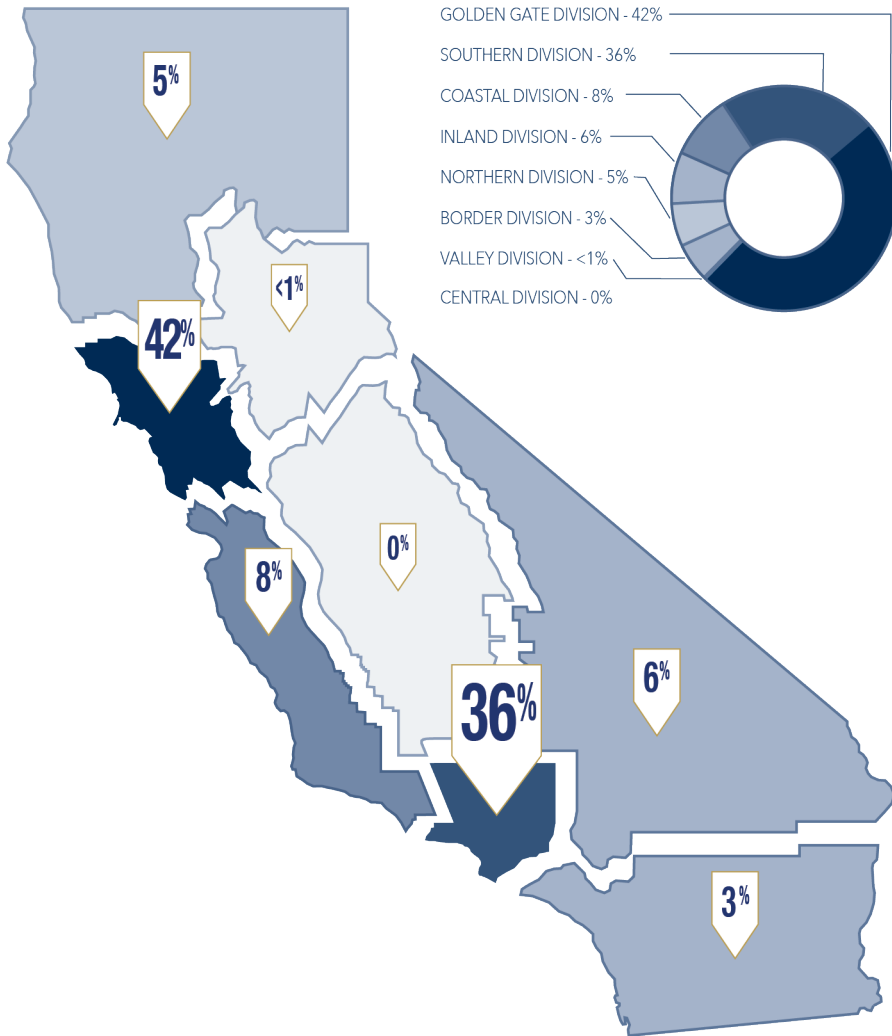 GOLDEN GATE DIVISION - 42%
SOUTHERN DIVISION - 36%
COASTAL DIVISION - 8%
INLAND DIVISION - 6%
NORTHERN DIVISION - 5%
BORDER DIVISION - 3%
VALLEY DIVISION - <1%
CENTRAL DIVISION - 0%
5%
<1%
42%
0%
8%
6%
36%
3%